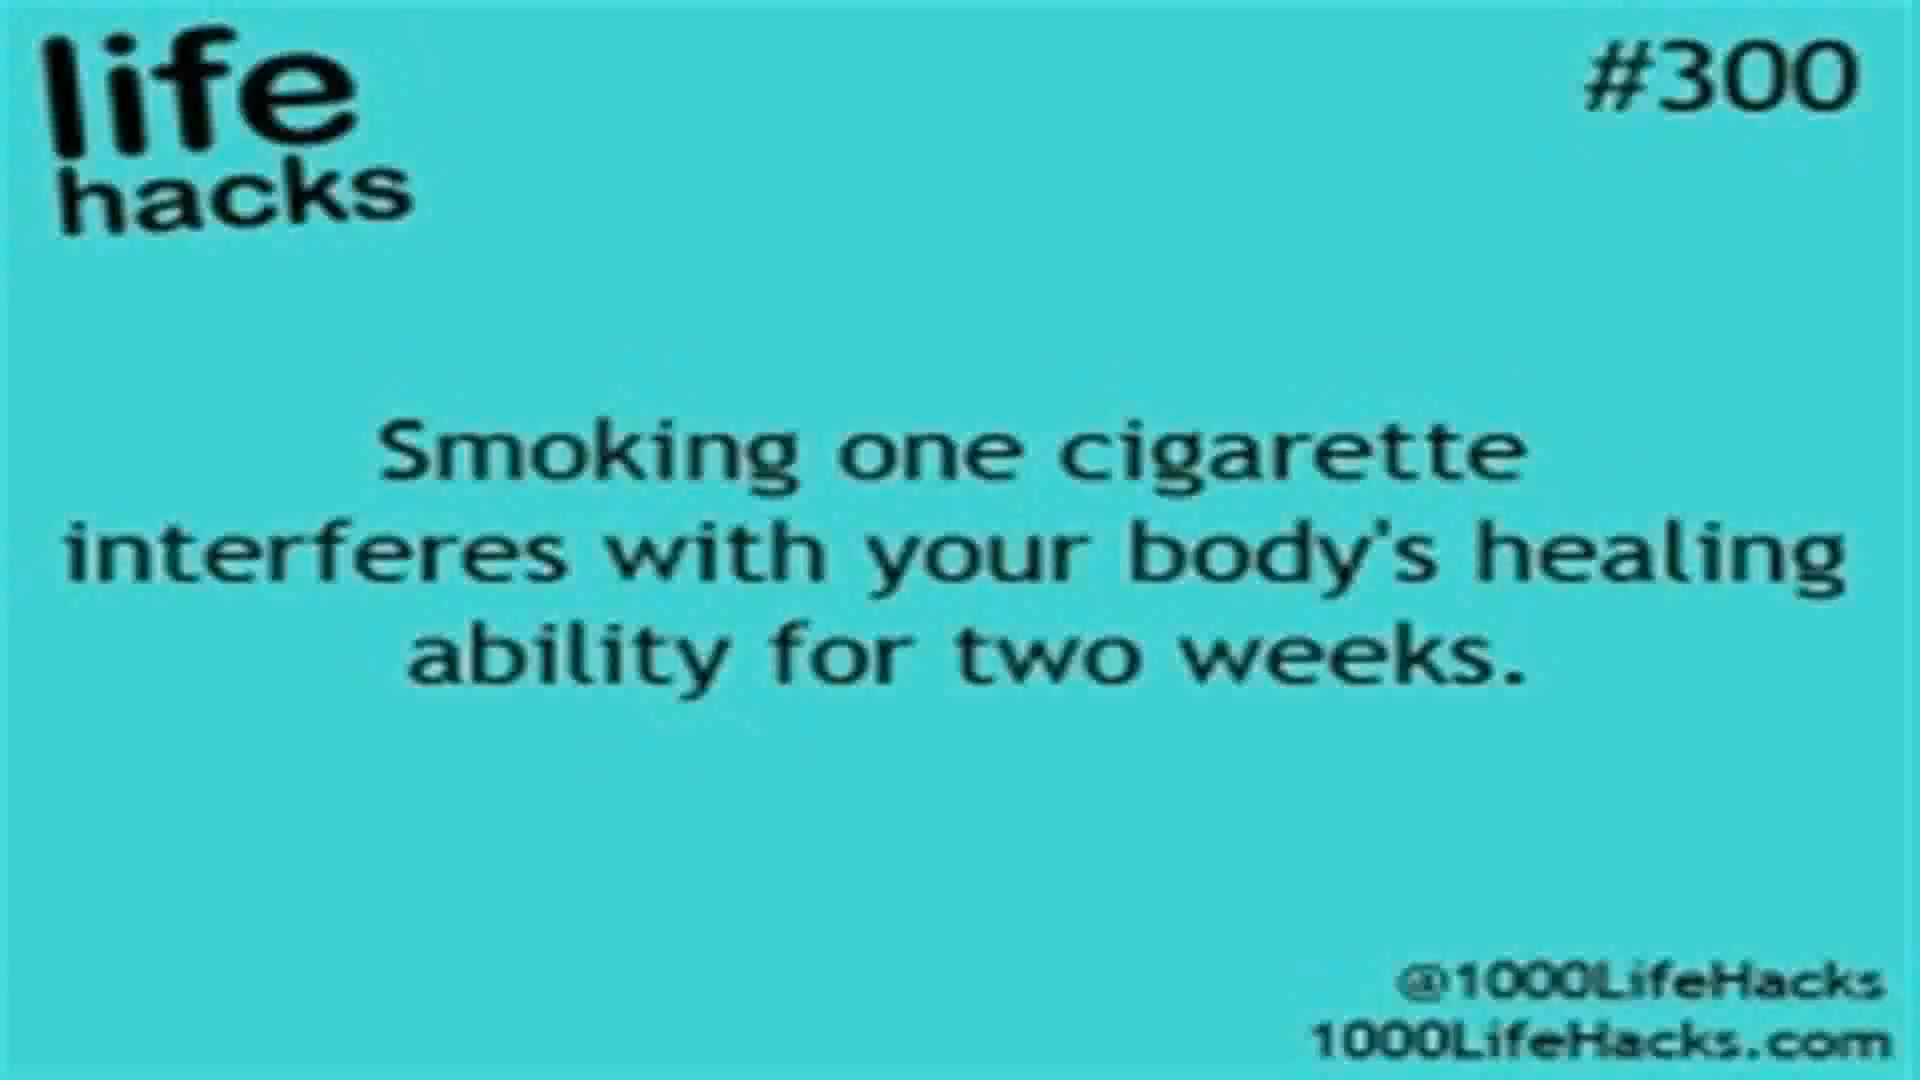 life
hacks
#300
Smoking one cigarette
interferes with your body's healing
ability for two weeks.
@1000LifeHacks
1000LifeHacks.com